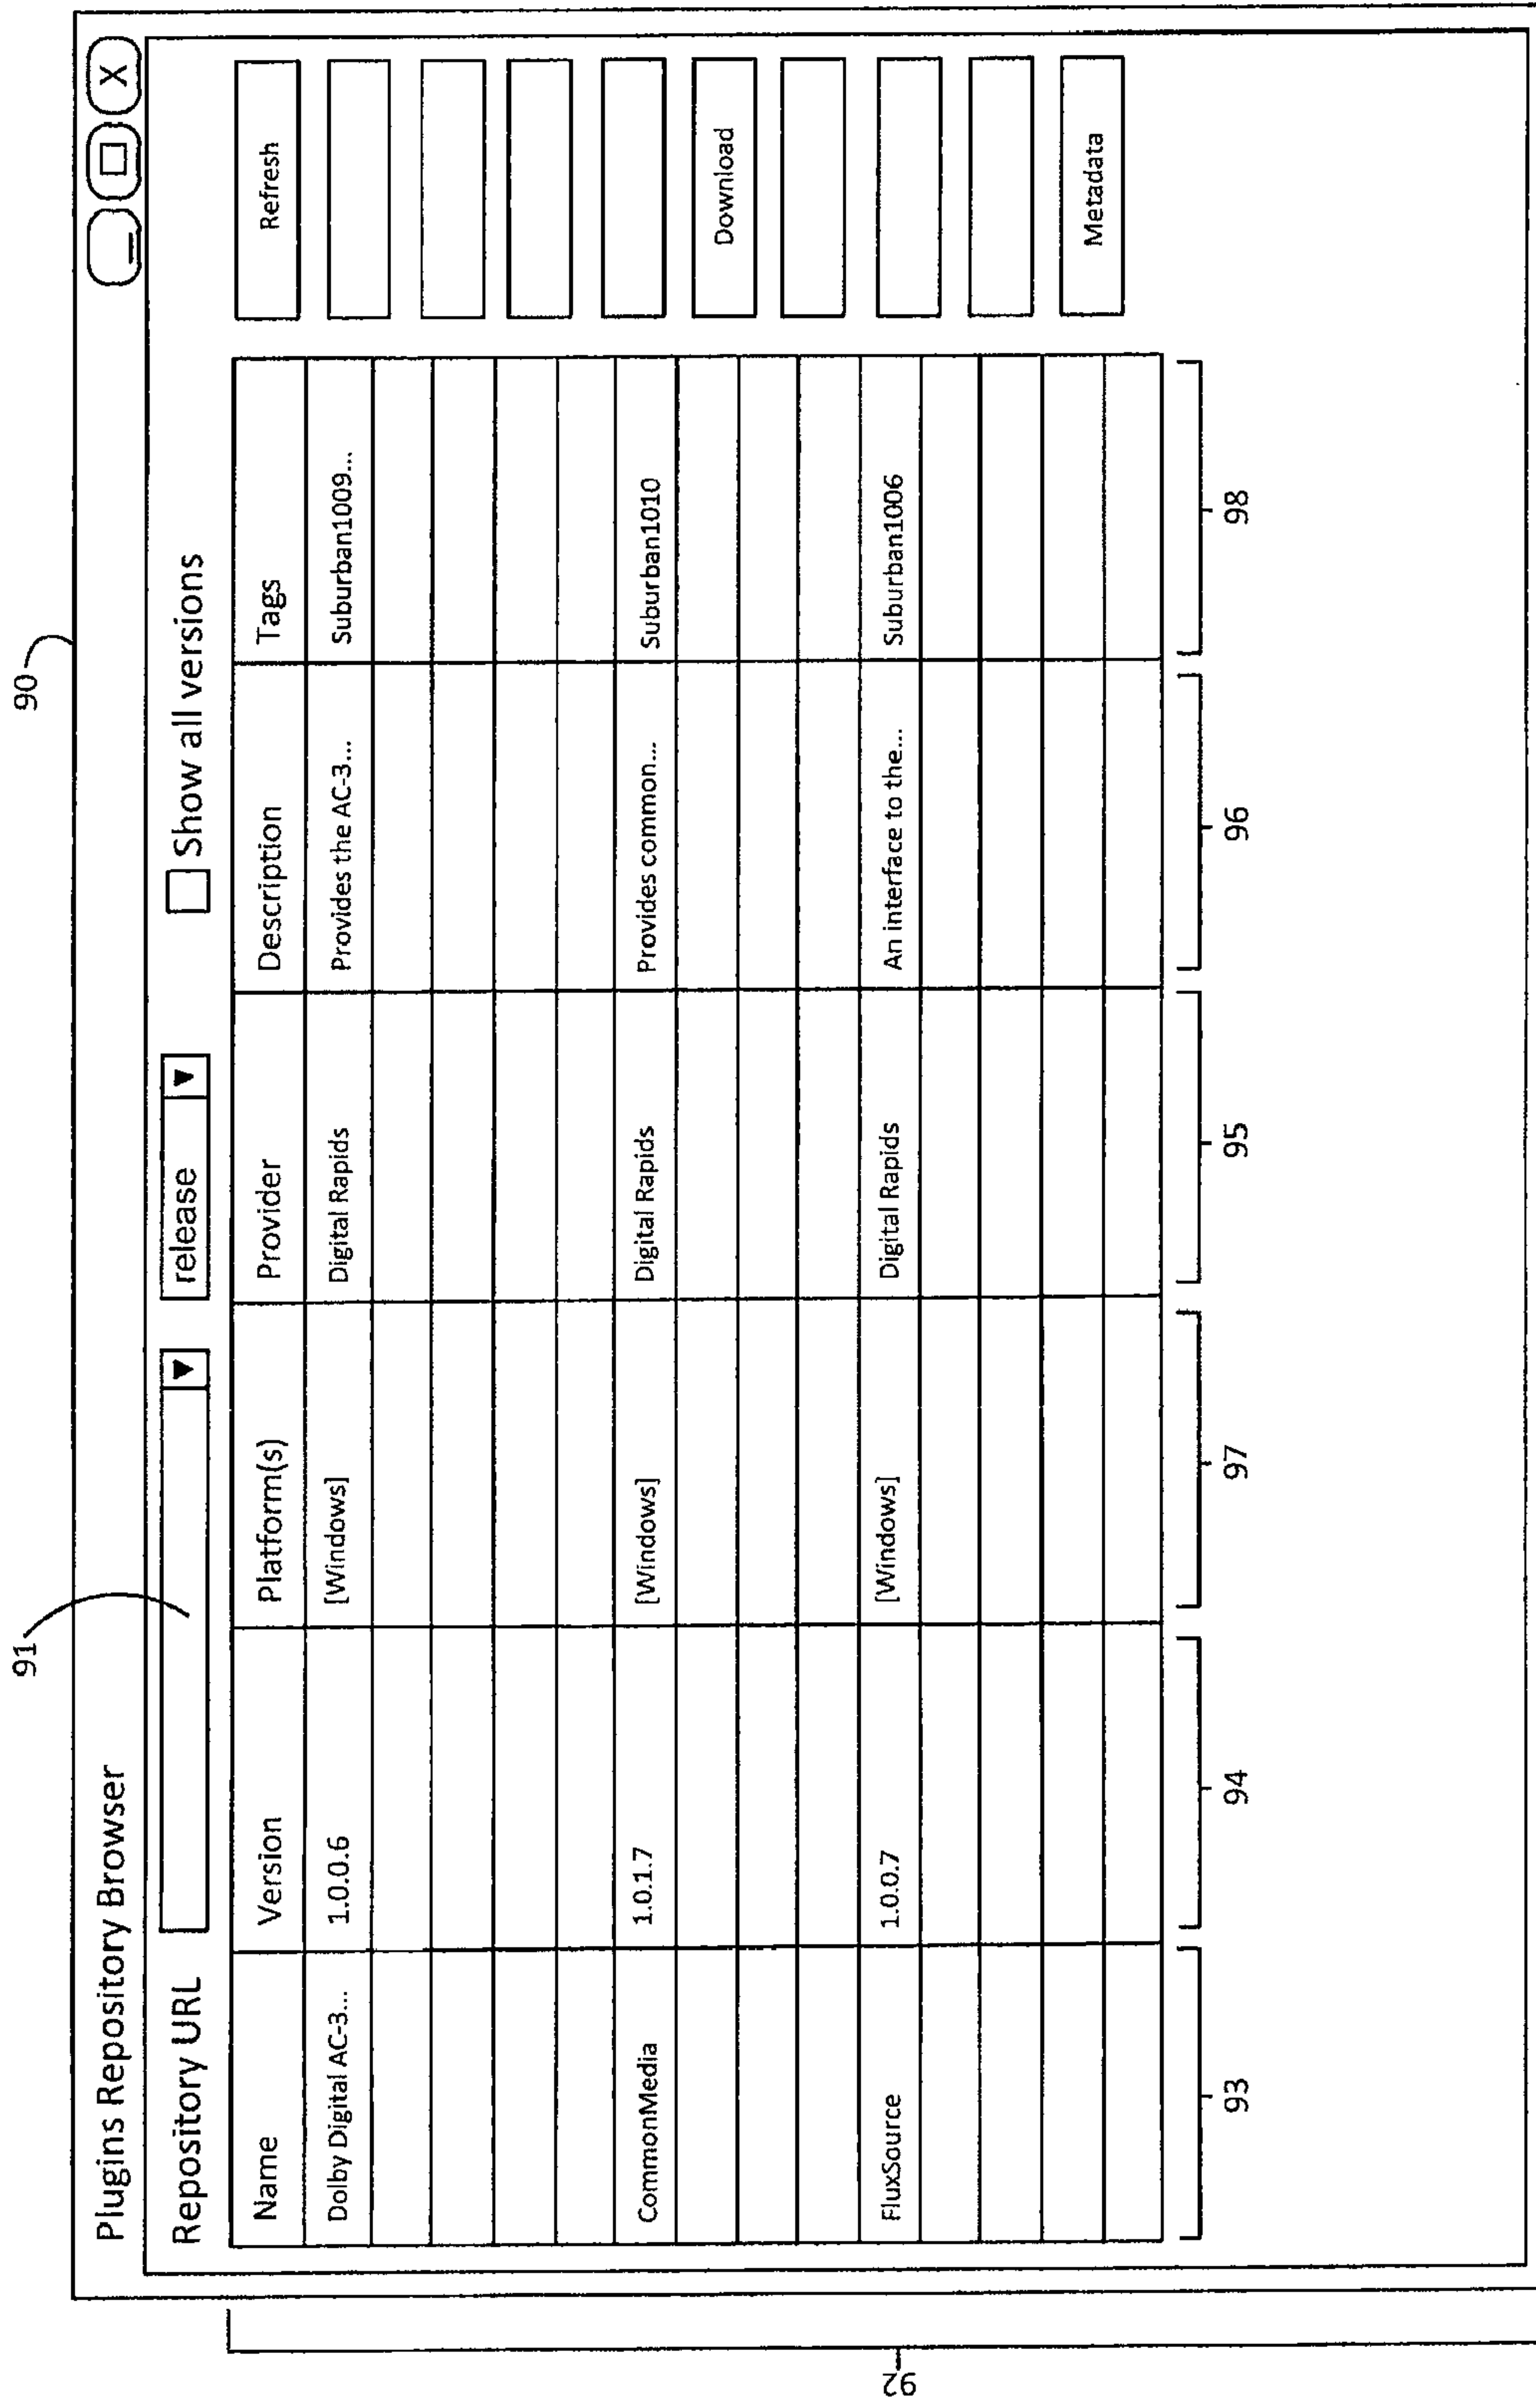 90
91
Plugins Repository Browser
X
Repository URL
release
Show all versions
Refresh
Name Version Platform(s) Provider Description Tags
Dolby Digital AC-3... 1.0.0.6 [Windows] Digital Rapids Provides the AC-3... Suburban1009...
CommonMedia 1.0.1.7 [Windows] Digital Rapids Provides common... Suburban1010
Download
FluxSource 1.0.0.7 [Windows] Digital Rapids An interface to the... Suburban1006
Metadata
92
93 94 97 95 96 98